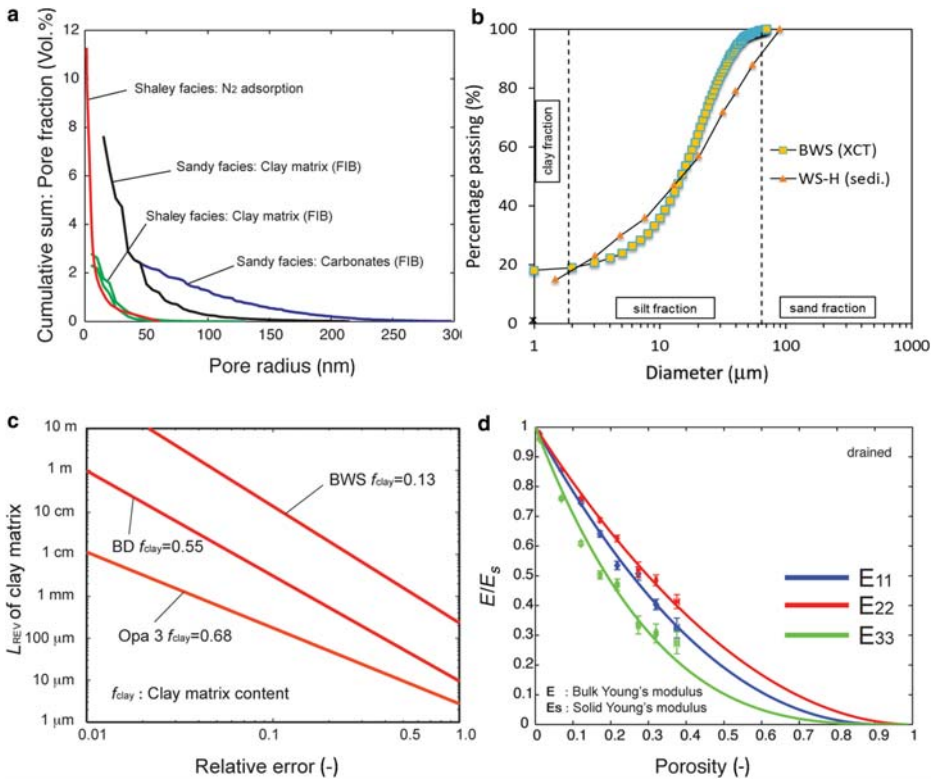 a
Cumulative sum: Pore fraction (Vol.%)
12
10
8
6
4
2
0
Shaley facies: N2 adsorption
Sandy facies: Clay matrix (FIB)
Shaley facies: Clay matrix (FIB)
Sandy facies: Carbonates (FIB)
0 50 100 150 200 250 300
Pore radius (nm)
b
Percentage passing (%)
100
80
60
40
20
0
clay fraction
BWS (XCT)
WS-H (sedi.)
silt fraction
sand fraction
x
1 10 100 1000
Diameter (μm)
c
LREV of clay matrix
10 m
1 m
10 cm
1 cm
1 mm
100 μm
10 μm
1 μm
BWS fclay=0.13
BD fclay=0.55
Opa 3 fclay=0.68
fclay : Clay matrix content
0.01 0.1 1.0
Relative error (-)
d
E/Es
1
0.9
0.8
0.7
0.6
0.5
0.4
0.3
0.2
0.1
0
drained
E11
E22
E33
E : Bulk Young's modulus
Es : Solid Young's modulus
0 0.1 0.2 0.3 0.4 0.5 0.6 0.7 0.8 0.9 1
Porosity (-)